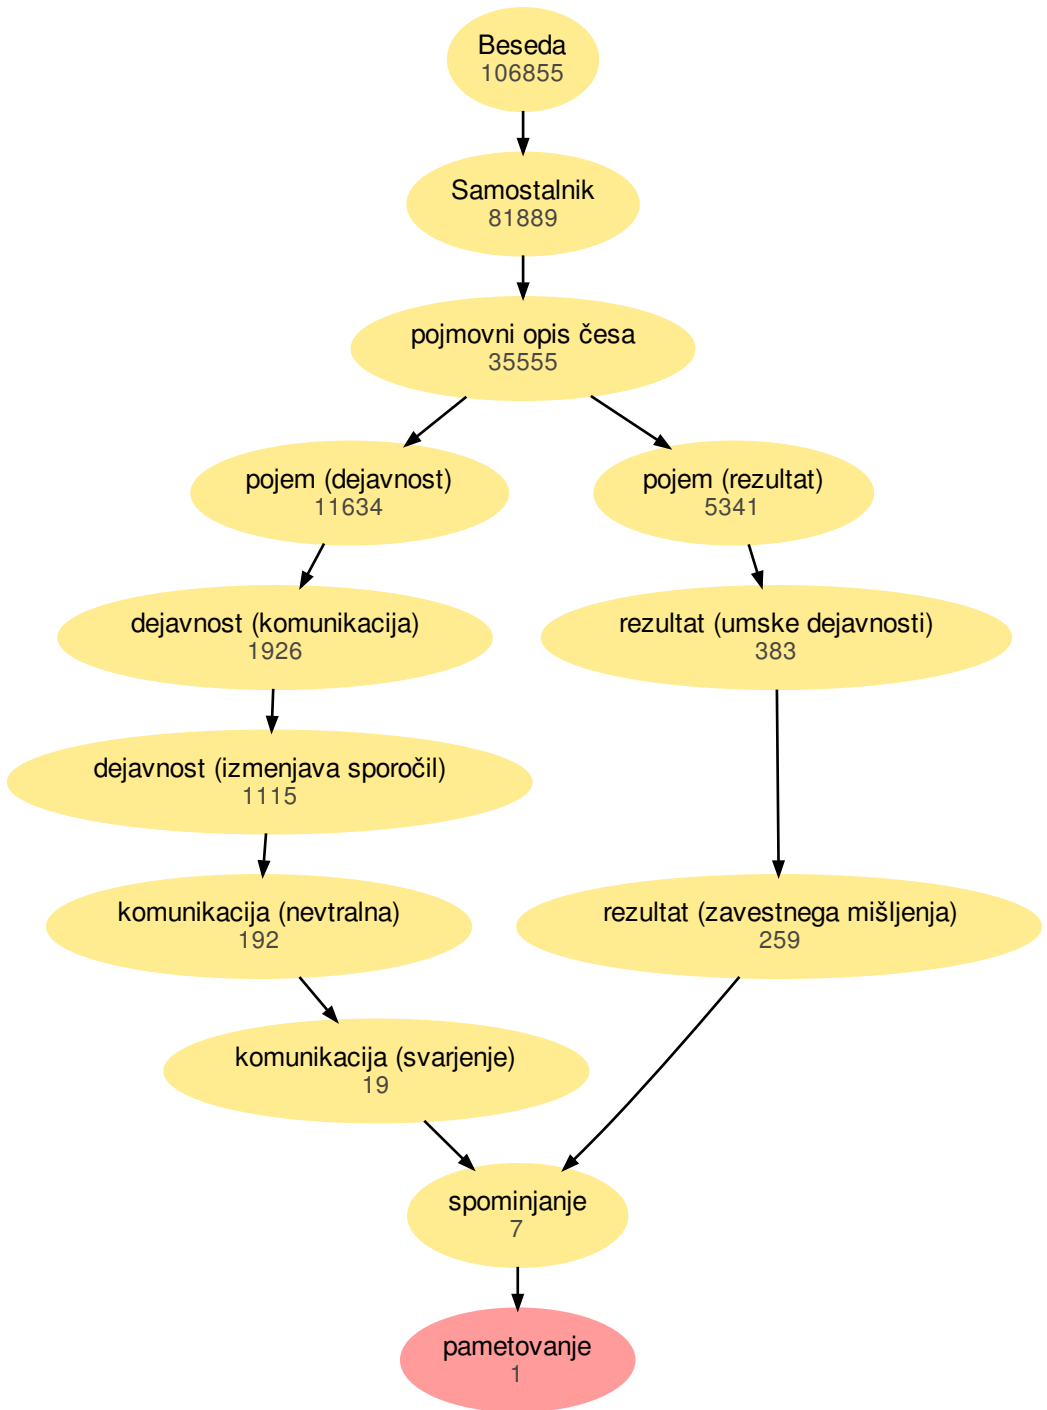 Beseda
106855
Samostalnik
81889
pojmovni opis česa
35555
pojem (dejavnost)
11634
pojem (rezultat)
5341
dejavnost (komunikacija)
1926
rezultat (umske dejavnosti)
383
dejavnost (izmenjava sporočil)
1115
komunikacija (nevtralna)
192
rezultat (zavestnega mišljenja)
259
komunikacija (svarjenje)
19
spominjanje
7
pametovanje
1